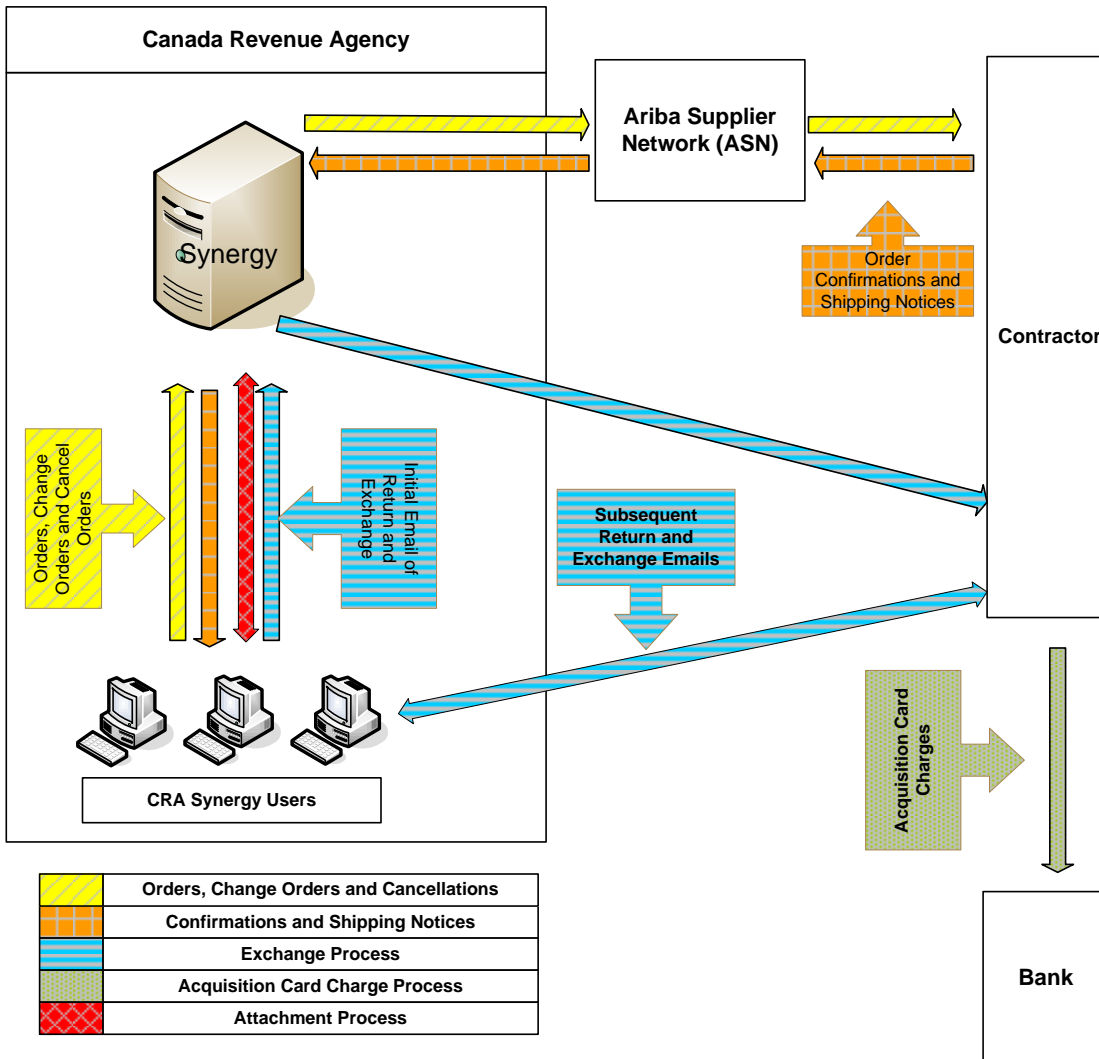 Canada Revenue Agency
Ariba Supplier
Network (ASN)
Synergy
Order
Confirmations and
Shipping Notices
Contractor
Orders, Change
Orders and Cancel
Orders
Initial Email of
Return and
Exchange
Subsequent
Return and
Exchange Emails
Acquisition Card
Charges
CRA Synergy Users
Orders, Change Orders and Cancellations
Confirmations and Shipping Notices
Exchange Process
Acquisition Card Charge Process
Attachment Process
Bank